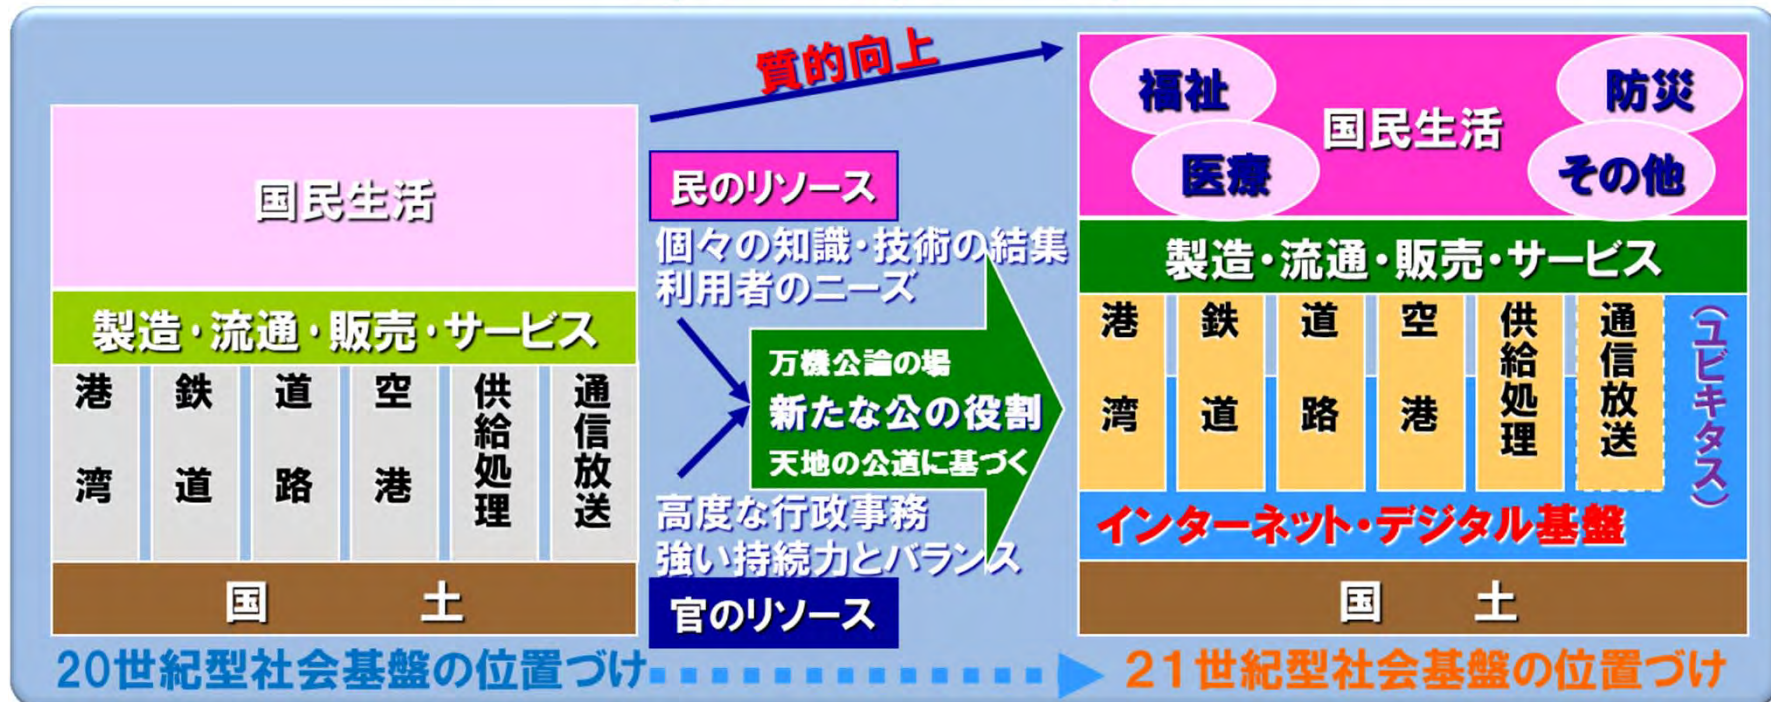 質的向上
国民生活
製造・流通・販売・サービス
港湾
鉄道
道路
空港
供給処理
通信放送
国土
20世紀型社会基盤の位置づけ
民のリソース
個々の知識・技術の結集
利用者のニーズ
万機公論の場
新たな公の役割
天地の公道に基づく
高度な行政事務
強い持続力とバランス
官のリソース
福祉
防災
国民生活
医療
その他
製造・流通・販売・サービス
港湾
鉄道
道路
空港
供給処理
通信放送
(ユビキタス)
インターネット・デジタル基盤
国土
21世紀型社会基盤の位置づけ